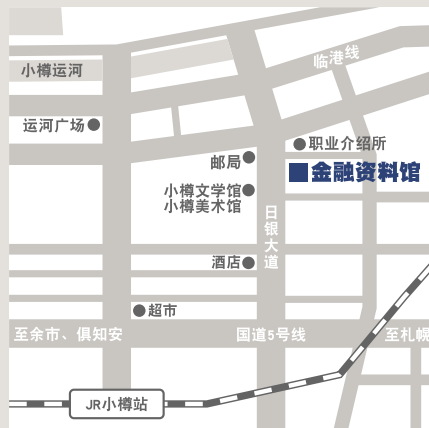 临港线
小樽运河
运河广场
职业介绍所
邮局
金融资料馆
小樽文学馆
小樽美术馆
日银大道
酒店
超市
至余市、俱知安
国道5号线
至札幌
JR小樽站